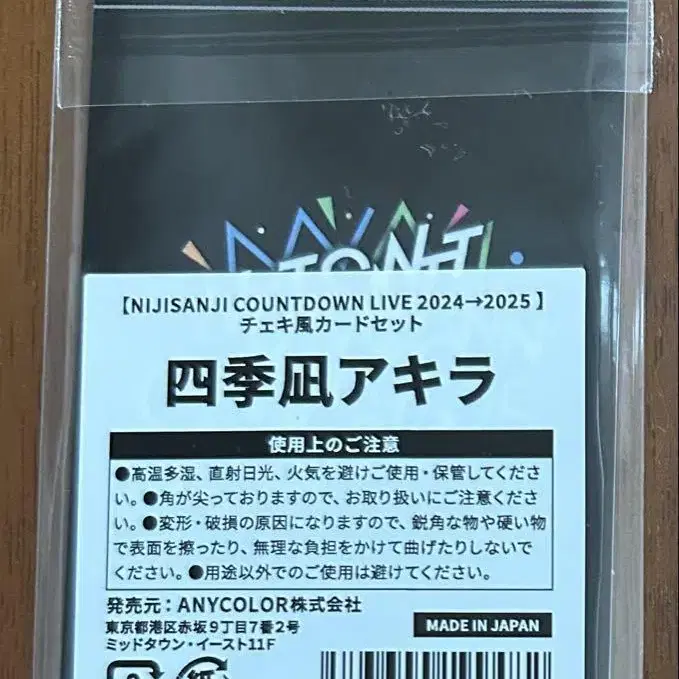 【NIJISANJI COUNTDOWN LIVE 2024→2025】
チェキ風カードセット
四季凪アキラ
使用上のご注意
●高温多湿、直射日光、火気を避けご使用・保管してくださ
い。●角が尖っておりますので、お取り扱いにご注意くださ
い。●変形・破損の原因になりますので、鋭角な物や硬い物
で表面を擦ったり、無理な負担をかけて曲げたりしないで
ください。●用途以外でのご使用は避けてください。
発売元：ANYCOLOR株式会社
東京都港区赤坂９丁目７番２号
ミッドタウン・イースト11F
MADE IN JAPAN
紙